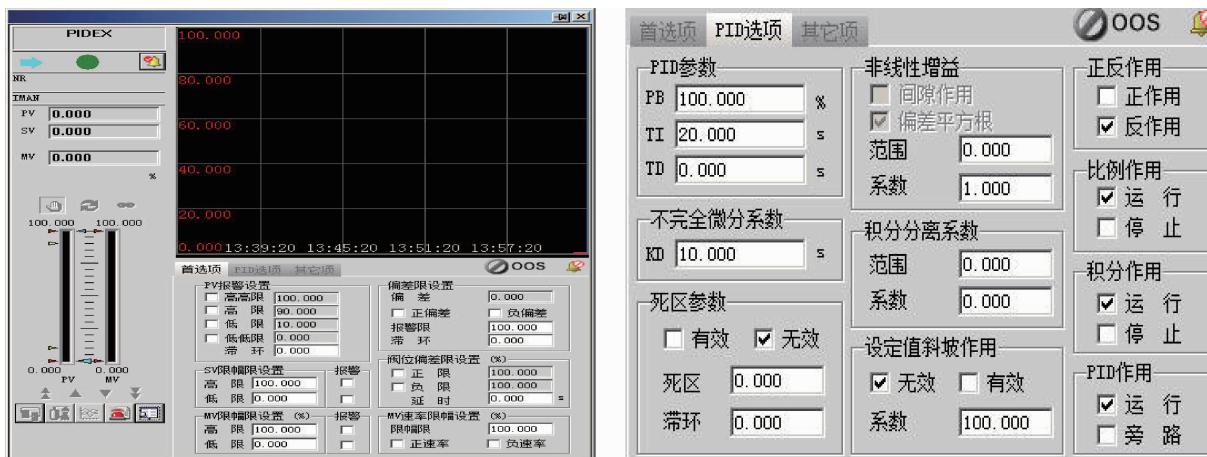 PIDEX
NR
IMAN
PV 0.000
SV 0.000
MV 0.000
%
100.000 100.000
0.000 0.000
PV MV
100.000
80.000
60.000
40.000
20.000
0.000 13:39:20 13:45:20 13:51:20 13:57:20
首选项 PID选项 其它项 OOS
PV报警设置
高高限 100.000
高 限 90.000
低 限 10.000
低低限 0.000
滞 环 0.000
SV限幅限设置 报警
高 限 100.000
低 限 0.000
MV限幅限设置 (%) 报警
高 限 100.000
低 限 0.000
偏差限设置
偏 差 0.000
正偏差 负偏差
报警限 100.000
滞 环 0.000
阀位偏差限设置 (%)
正 限 100.000
负 限 100.000
延 时 0.000 s
MV速率限幅设置 (%)
限幅限 100.000
正速率 负速率
首选项 PID选项 其它项 OOS
PID参数
PB 100.000 %
TI 20.000 s
TD 0.000 s
不完全微分系数
KD 10.000 s
死区参数
有效 无效
死区 0.000
滞环 0.000
非线性增益
间隙作用
偏差平方根
范围 0.000
系数 1.000
积分分离系数
范围 0.000
系数 0.000
设定值斜坡作用
无效 有效
系数 100.000
正反作用
正作用
反作用
比例作用
运 行
停 止
积分作用
运 行
停 止
PID作用
运 行
旁 路